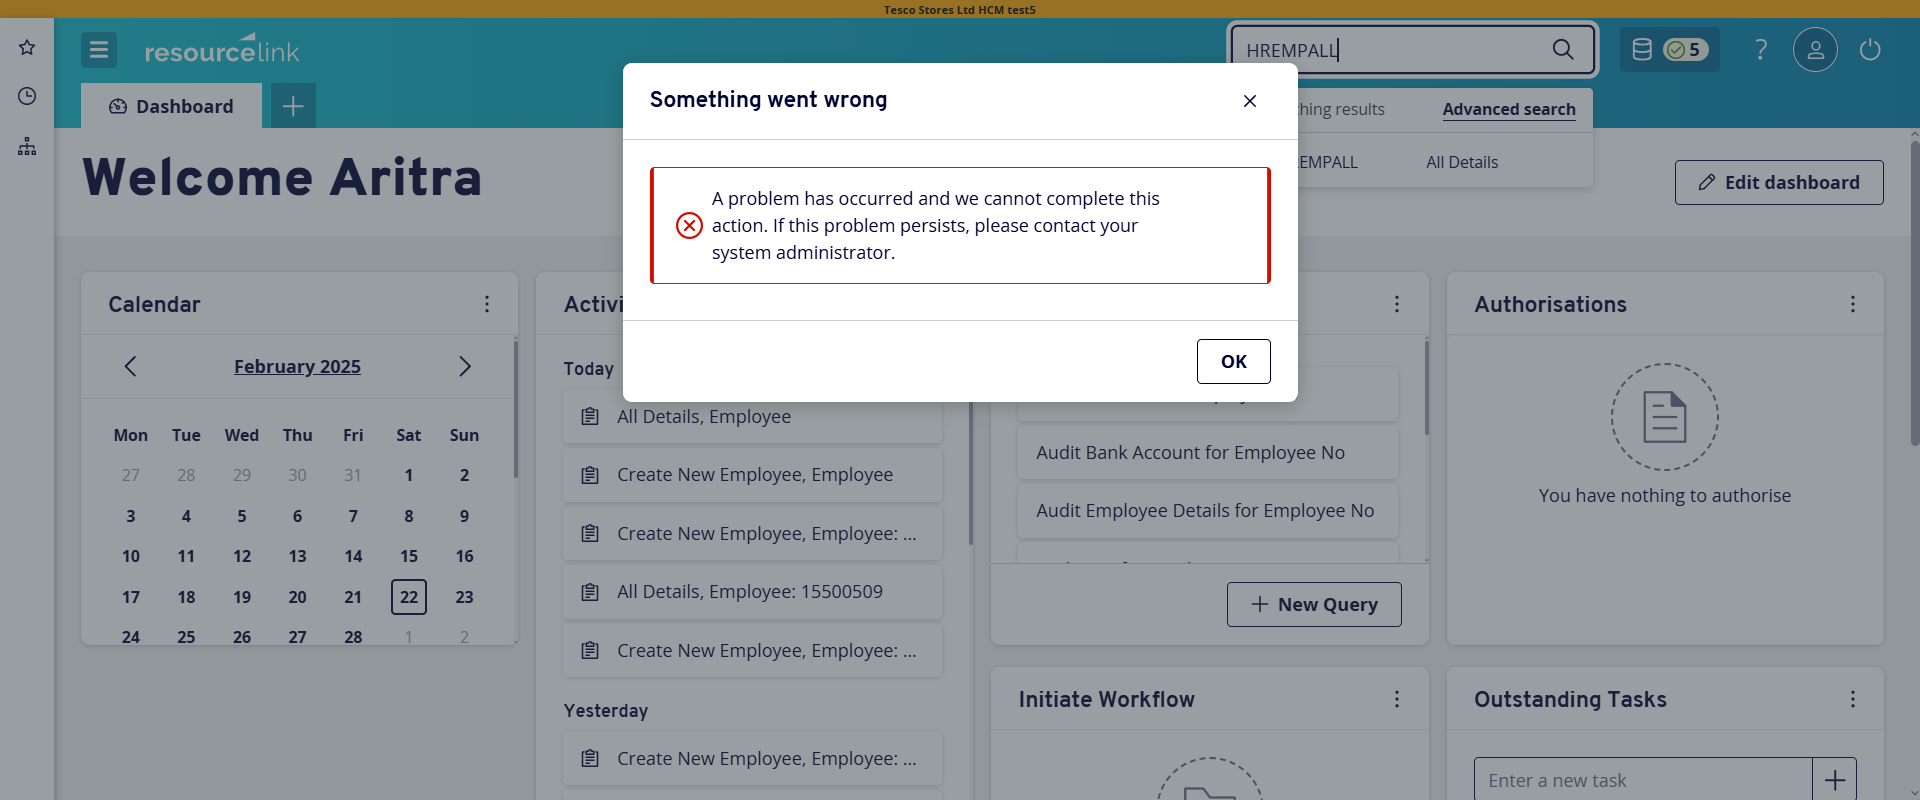 Tesco Stores Ltd HCM test5
resourcelink
HREMPALL
5
?
Dashboard
Something went wrong
hing results
Advanced search
A problem has occurred and we cannot complete this
action. If this problem persists, please contact your
system administrator.
EMPALL
All Details
OK
Welcome Aritra
Edit dashboard
Calendar
February 2025
Mon Tue Wed Thu Fri Sat Sun
27 28 29 30 31 1 2
3 4 5 6 7 8 9
10 11 12 13 14 15 16
17 18 19 20 21 22 23
24 25 26 27 28 1 2
Activi
Today
All Details, Employee
Create New Employee, Employee
Create New Employee, Employee: ...
All Details, Employee: 15500509
Create New Employee, Employee: ...
Yesterday
Create New Employee, Employee: ...
Audit Bank Account for Employee No
Audit Employee Details for Employee No
New Query
Authorisations
You have nothing to authorise
Initiate Workflow
Outstanding Tasks
Enter a new task